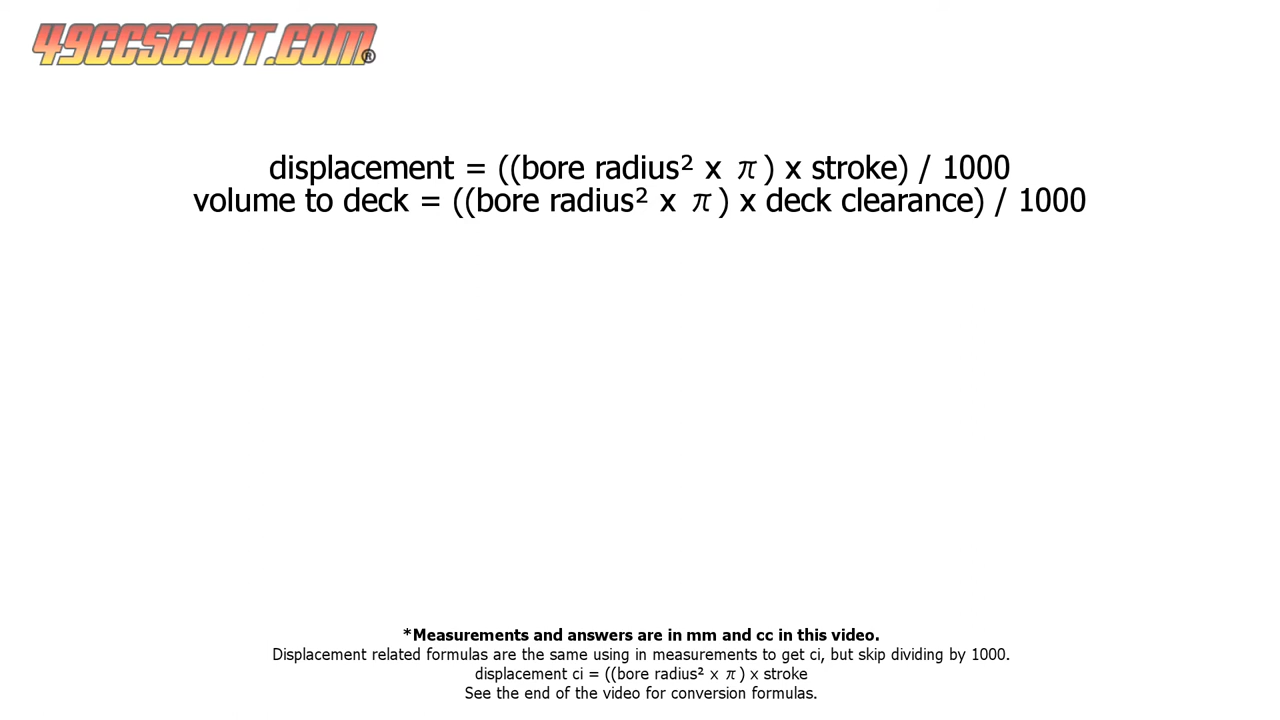 49CCSCOOT.COM®
displacement = ((bore radius² x π) x stroke) / 1000
volume to deck = ((bore radius² x π) x deck clearance) / 1000
*Measurements and answers are in mm and cc in this video.
Displacement related formulas are the same using in measurements to get ci, but skip dividing by 1000.
displacement ci = ((bore radius² x π) x stroke
See the end of the video for conversion formulas.